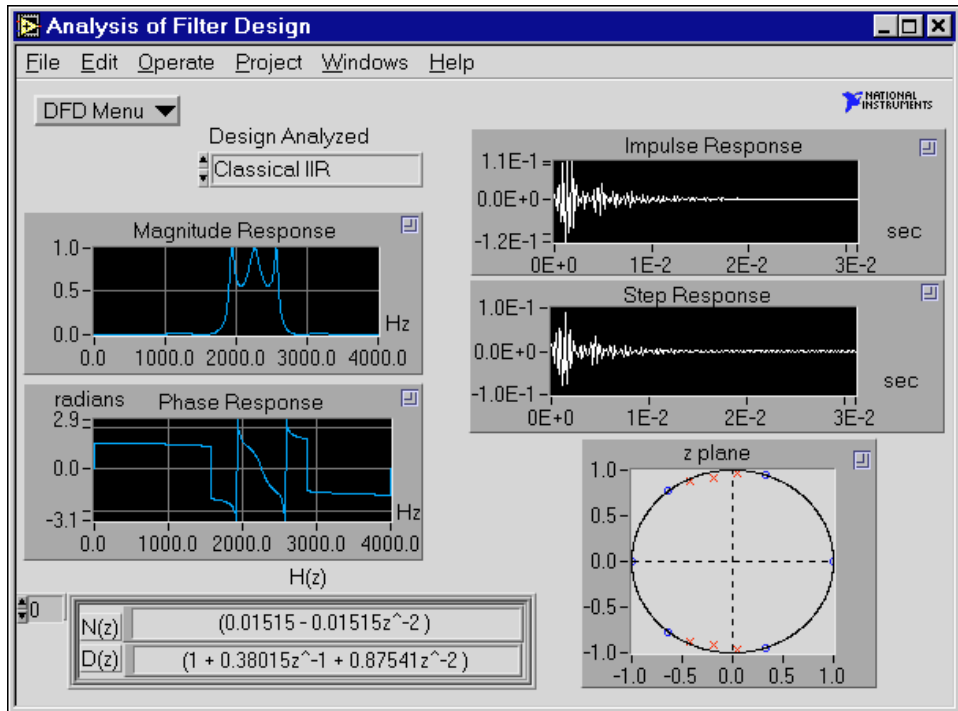 Analysis of Filter Design
File Edit Operate Project Windows Help
DFD Menu
NATIONAL
INSTRUMENTS
Design Analyzed
Classical IIR
Magnitude Response
1.0
0.5
0.0
Hz
0.0 1000.0 2000.0 3000.0 4000.0
radians Phase Response
2.9
0.0
-3.1
Hz
0.0 1000.0 2000.0 3000.0 4000.0
Impulse Response
1.1E-1
0.0E+0
-1.2E-1
sec
0E+0 1E-2 2E-2 3E-2
Step Response
1.0E-1
0.0E+0
-1.0E-1
sec
0E+0 1E-2 2E-2 3E-2
z plane
1.0
0.5
0.0
-0.5
-1.0
-1.0 -0.5 0.0 0.5 1.0
H(z)
0
N(z) (0.01515 - 0.01515z^-2 )
D(z) (1 + 0.38015z^-1 + 0.87541z^-2 )